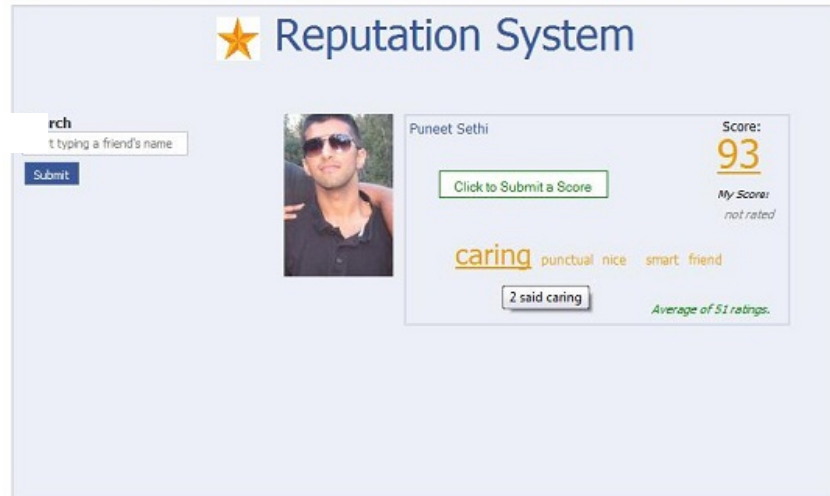 Reputation System
rch
t typing a friend's name
Submit
Puneet Sethi
Score:
93
Click to Submit a Score
My Score:
not rated
caring punctual nice smart friend
2 said caring
Average of 51 ratings.